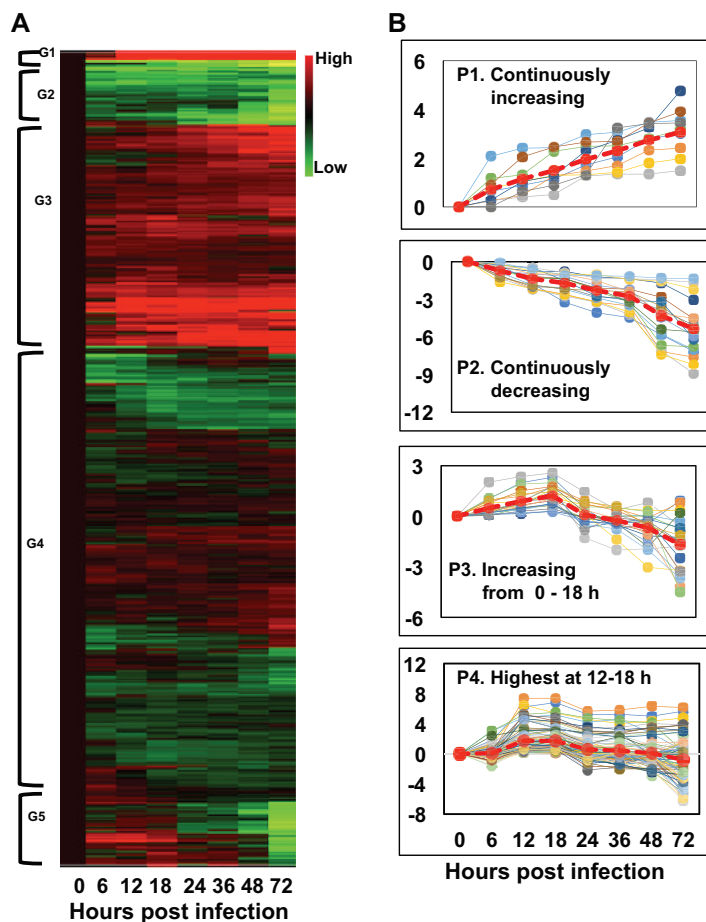 A
G1
G2
G3
G4
G5
High
Low
0 6 12 18 24 36 48 72
Hours post infection
B
6
4
2
0
P1. Continuously
increasing
0
-3
-6
-9
-12
P2. Continuously
decreasing
3
0
-3
-6
P3. Increasing
from 0 - 18 h
12
8
4
0
-4
-8
P4. Highest at 12-18 h
0 6 12 18 24 36 48 72
Hours post infection